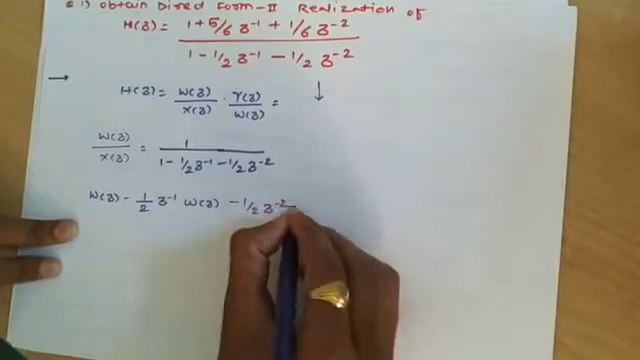 Q 1) obtain Direct Form-II Realization of
H(z) = 1 + 5/6 z⁻¹ + 1/6 z⁻²
1 - 1/2 z⁻¹ - 1/2 z⁻²
→ H(z) = W(z)/X(z) · Y(z)/W(z) = ↓
W(z)/X(z) = 1 / 1 - 1/2 z⁻¹ - 1/2 z⁻²
W(z) - 1/2 z⁻¹ W(z) - 1/2 z⁻²